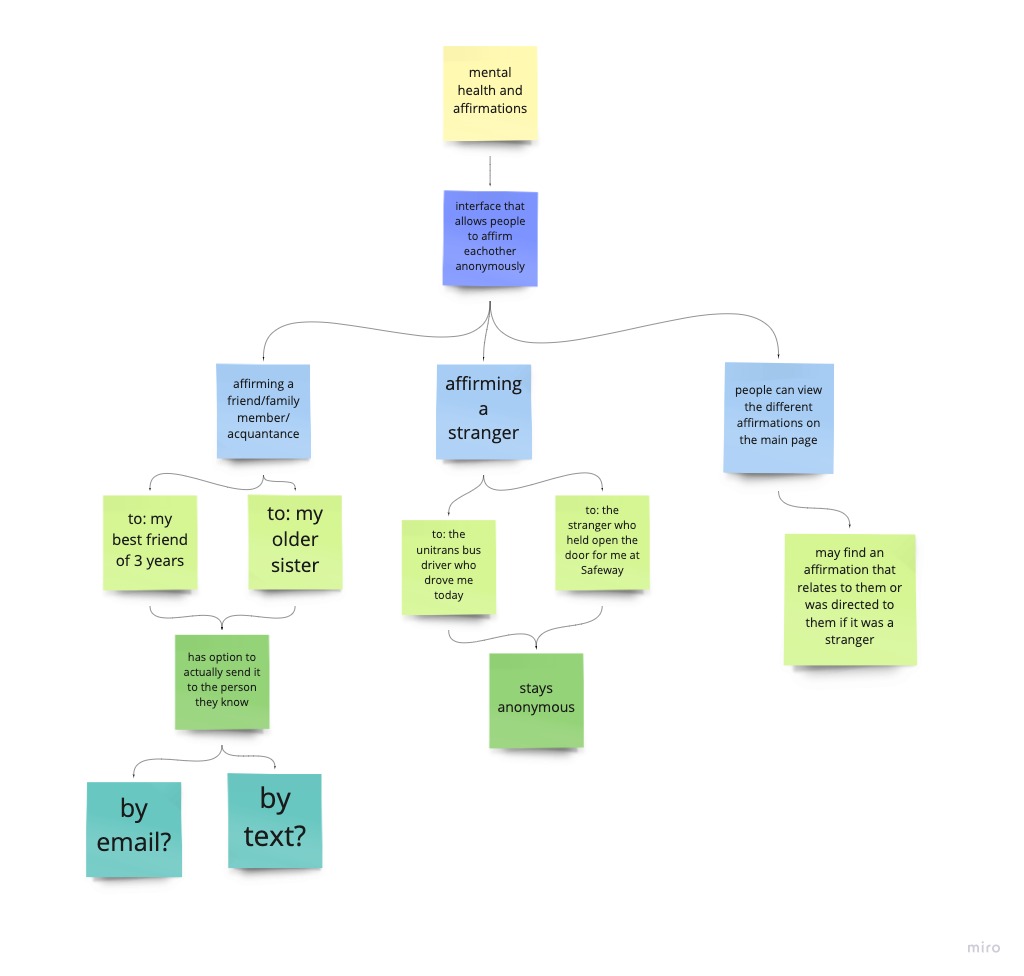 mental
health and
affirmations
interface that
allows people
to affirm
eachother
anonymously
affirming a
friend/family
member/
acquantance
affirming
a
stranger
people can view
the different
affirmations on
the main page
to: my
best friend
of 3 years
to: my
older
sister
to: the
unitrans bus
driver who
drove me
today
to: the
stranger who
held open the
door for me at
Safeway
may find an
affirmation that
relates to them or
was directed to
them if it was a
stranger
has option to
actually send it
to the person
they know
stays
anonymous
by
email?
by
text?
miro